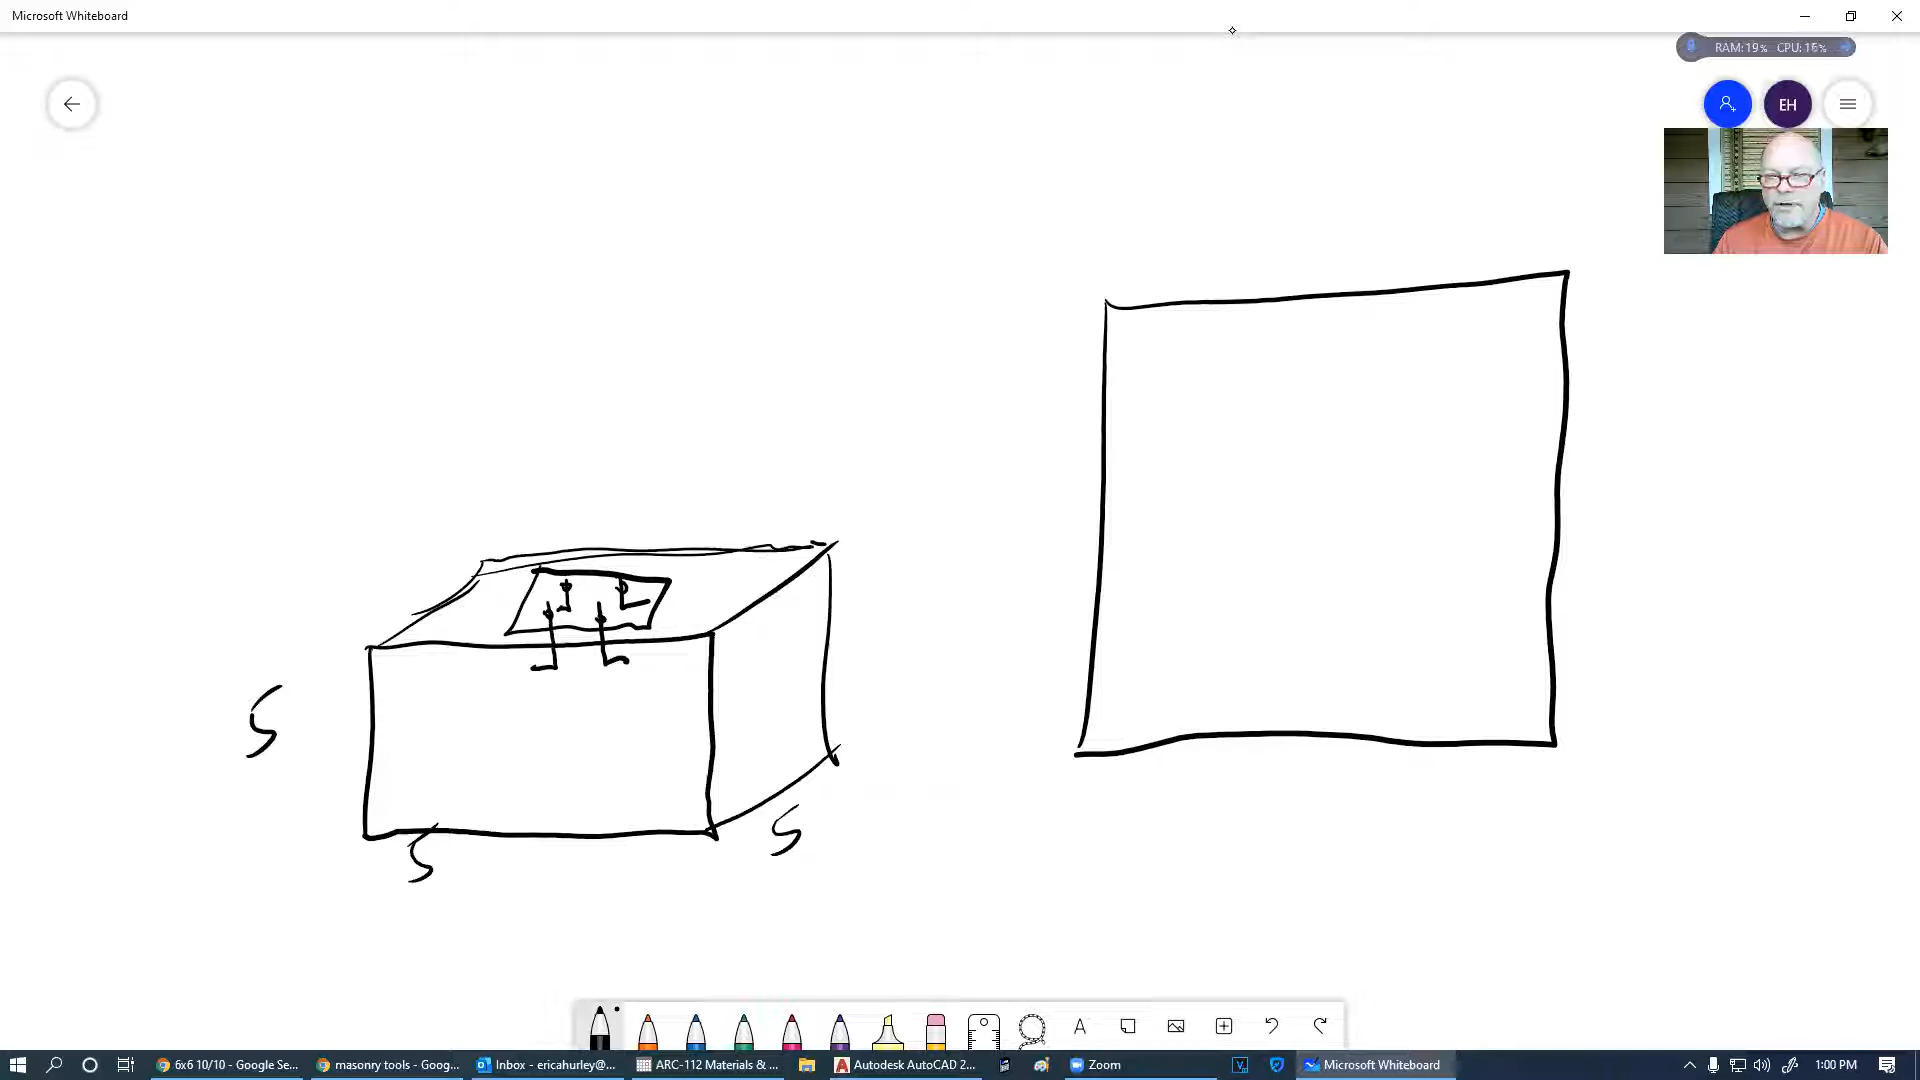 Microsoft Whiteboard
RAM:19% CPU:16%
EH
S
S
S
A
6x6 10/10 - Google Se...
masonry tools - Goog...
Inbox - ericahurley@...
ARC-112 Materials & ...
Autodesk AutoCAD 2...
Zoom
Microsoft Whiteboard
1:00 PM